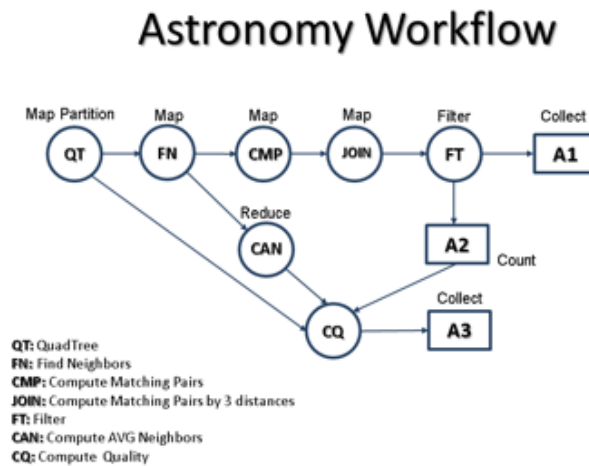 Astronomy Workflow
Map Partition
Map
Map
Map
Filter
Collect
QT
FN
CMP
JOIN
FT
A1
Reduce
CAN
A2
Count
Collect
CQ
A3
QT: QuadTree
FN: Find Neighbors
CMP: Compute Matching Pairs
JOIN: Compute Matching Pairs by 3 distances
FT: Filter
CAN: Compute AVG Neighbors
CQ: Compute Quality